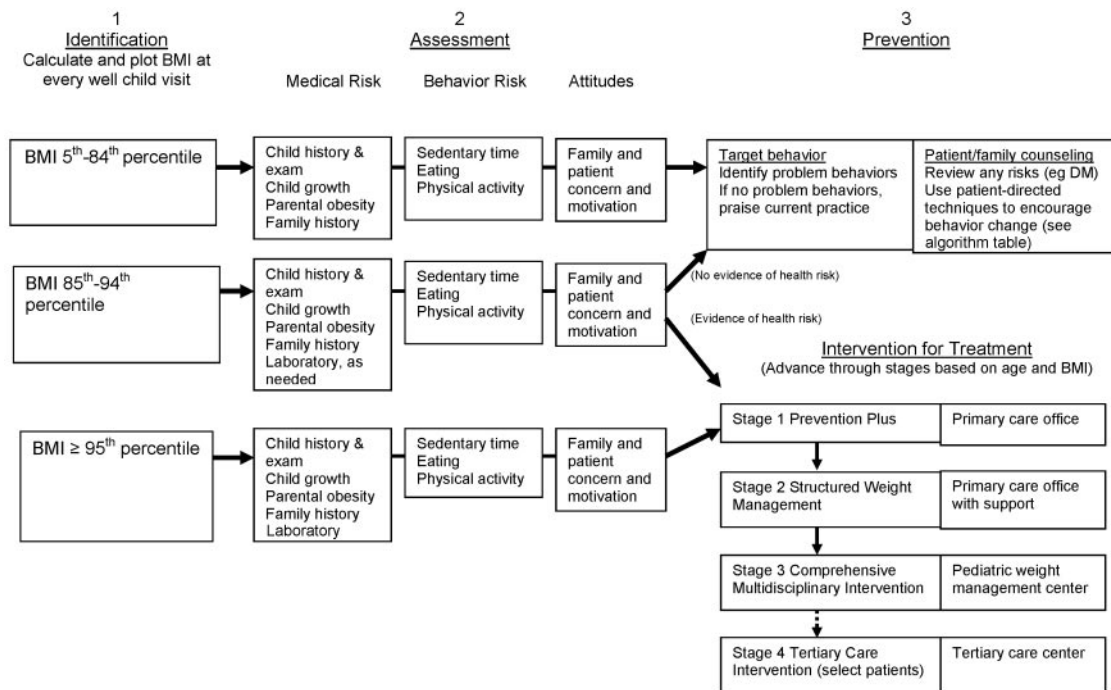 1
Identification
Calculate and plot BMI at
every well child visit
2
Assessment
Medical Risk
Behavior Risk
Attitudes
3
Prevention
BMI 5th-84th percentile
Child history &
exam
Child growth
Parental obesity
Family history
Sedentary time
Eating
Physical activity
Family and
patient
concern and
motivation
Target behavior
Identify problem behaviors
If no problem behaviors,
praise current practice
Patient/family counseling
Review any risks (eg DM)
Use patient-directed
techniques to encourage
behavior change (see
algorithm table)
BMI 85th-94th
percentile
Child history &
exam
Child growth
Parental obesity
Family history
Laboratory, as
needed
Sedentary time
Eating
Physical activity
Family and
patient
concern and
motivation
(No evidence of health risk)
(Evidence of health risk)
Intervention for Treatment
(Advance through stages based on age and BMI)
BMI ≥ 95th percentile
Child history &
exam
Child growth
Parental obesity
Family history
Laboratory
Sedentary time
Eating
Physical activity
Family and
patient
concern and
motivation
Stage 1 Prevention Plus
Primary care office
Stage 2 Structured Weight
Management
Primary care office
with support
Stage 3 Comprehensive
Multidisciplinary Intervention
Pediatric weight
management center
Stage 4 Tertiary Care
Intervention (select patients)
Tertiary care center